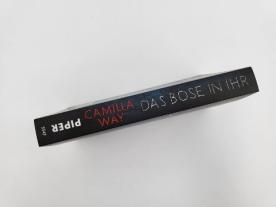 PIPER
CAMILLA
WAY
DAS BÖSE IN IHR